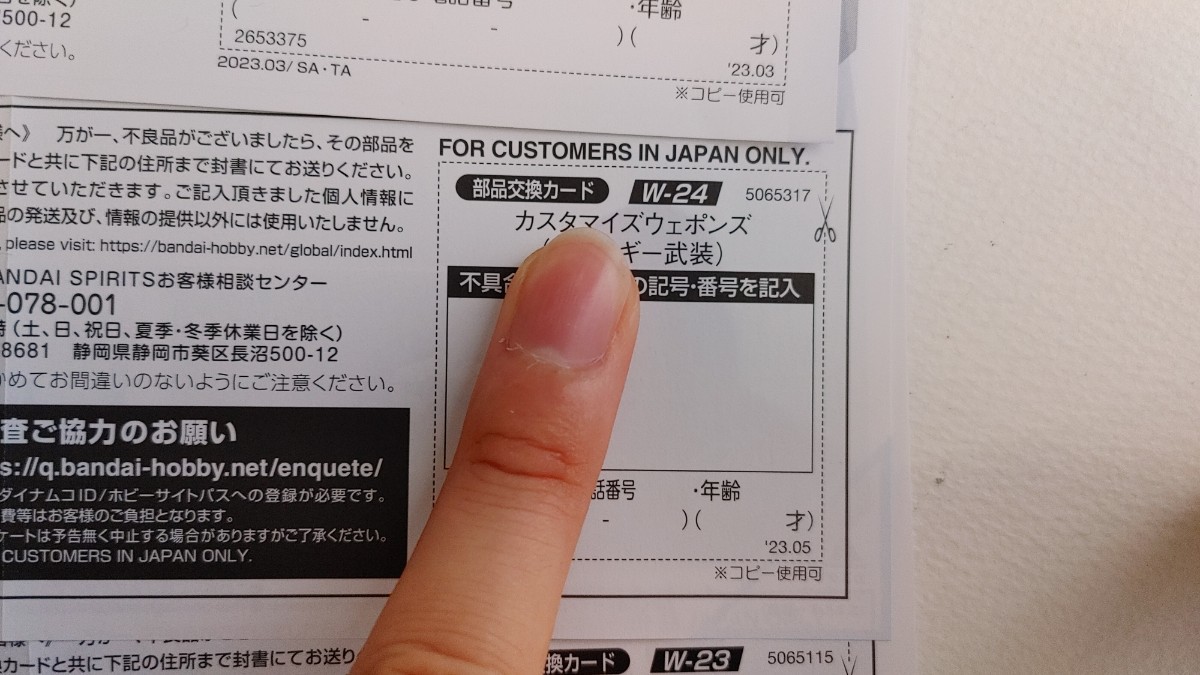 500-12
ください。
・年齢
( - - )( 才)
2653375
2023.03/ SA・TA
'23.03
※コピー使用可
様へ》 万が一、不良品がございましたら、その部品を
ードと共に下記の住所まで封書にてお送りください。
させていただきます。ご記入頂きました個人情報に
品の発送及び、情報の提供以外には使用いたしません。
please visit: https://bandai-hobby.net/global/index.html
ANDAI SPIRITSお客様相談センター
-078-001
(土、日、祝日、夏季・冬季休業日を除く)
8681 静岡県静岡市葵区長沼500-12
かめてお間違いのないようにご注意ください。
査ご協力のお願い
s://q.bandai-hobby.net/enquete/
ダイナムコID/ホビーサイトパスへの登録が必要です。
費等はお客様のご負担となります。
ケートは予告無く中止する場合がありますがご了承ください。
CUSTOMERS IN JAPAN ONLY.
FOR CUSTOMERS IN JAPAN ONLY.
部品交換カード W-24 5065317
カスタマイズウェポンズ
ギー武装)
不具 の記号・番号を記入
話番号 ・年齢
- )( 才)
'23.05
※コピー使用可
カードと共に下記の住所まで封書にてお送り
換カード W-23 5065115